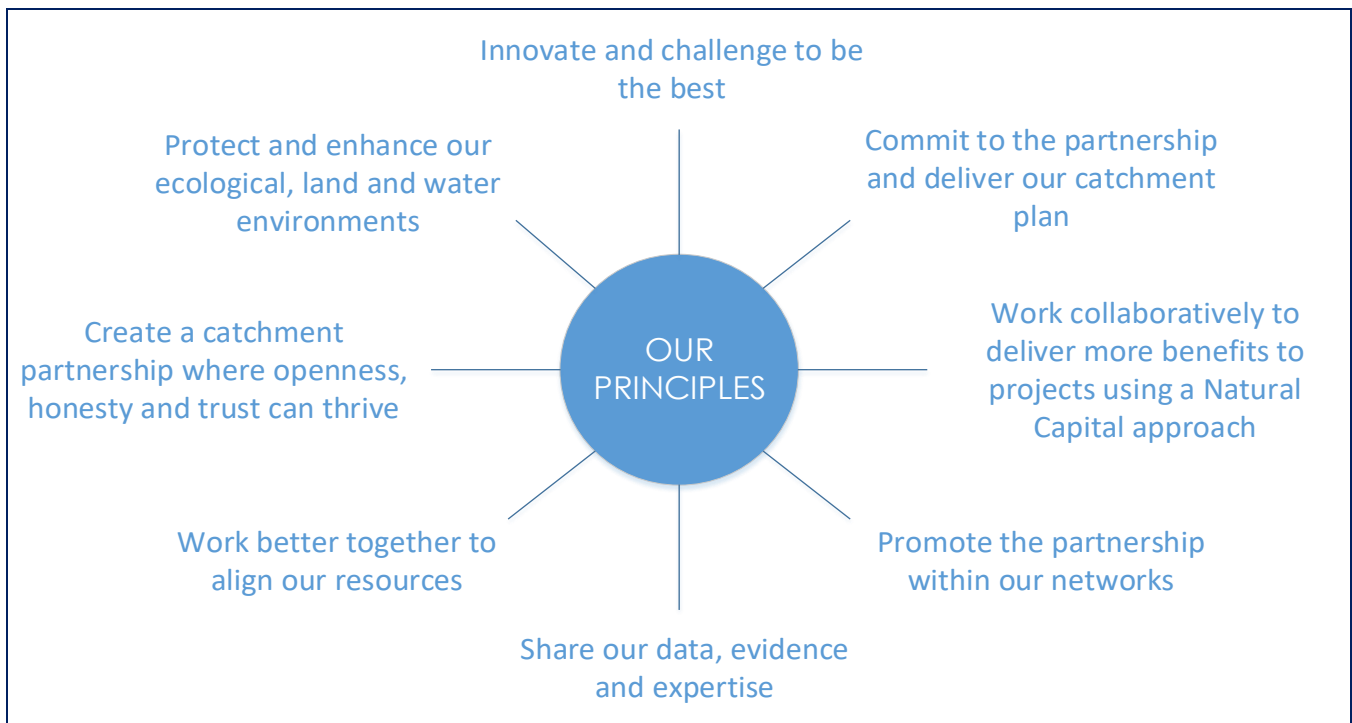 Innovate and challenge to be
the best
Commit to the partnership
and deliver our catchment
plan
Work collaboratively to
deliver more benefits to
projects using a Natural
Capital approach
Promote the partnership
within our networks
Share our data, evidence
and expertise
Work better together to
align our resources
Create a catchment
partnership where openness,
honesty and trust can thrive
Protect and enhance our
ecological, land and water
environments
OUR
PRINCIPLES